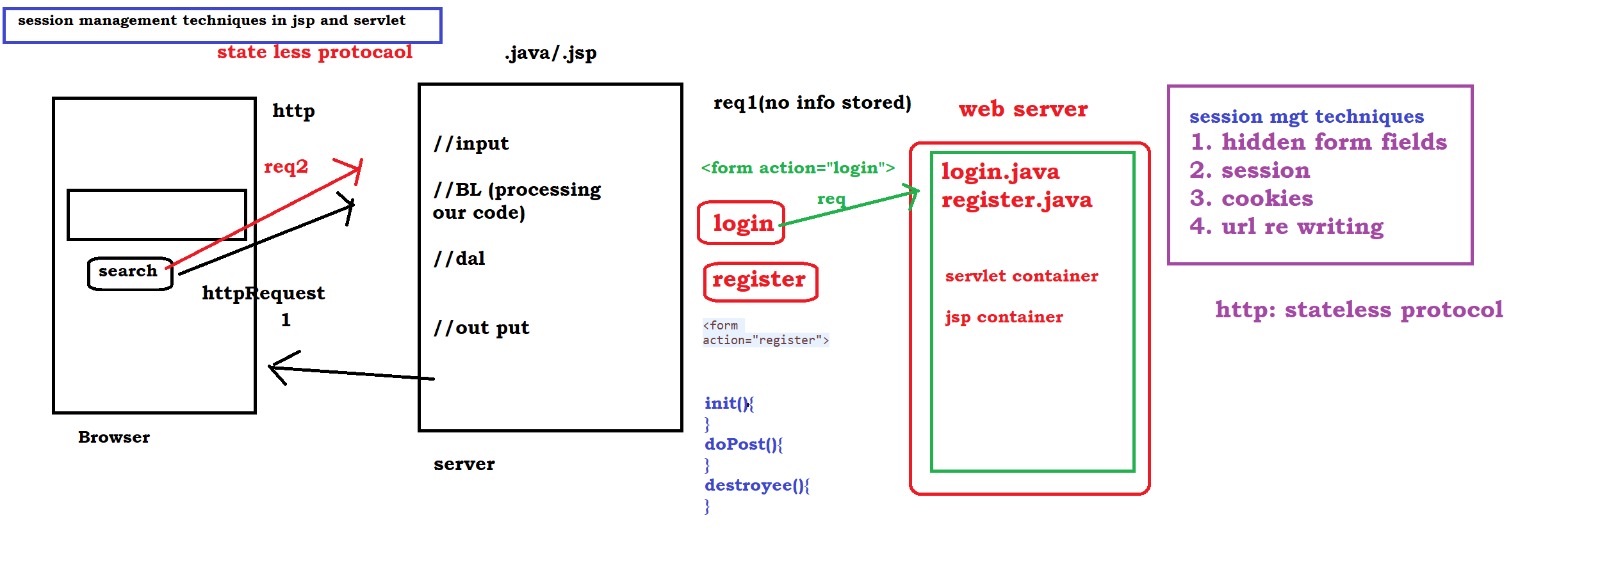 session management techniques in jsp and servlet
state less protocaol
.java/.jsp
http
req2
search
httpRequest
1
Browser
//input
//BL (processing
our code)
//dal
//out put
server
req1(no info stored)
<form action="login">
req
login
register
<form
action="register">
init(){
}
doPost(){
}
destroyee(){
}
web server
login.java
register.java
servlet container
jsp container
session mgt techniques
1. hidden form fields
2. session
3. cookies
4. url re writing
http: stateless protocol